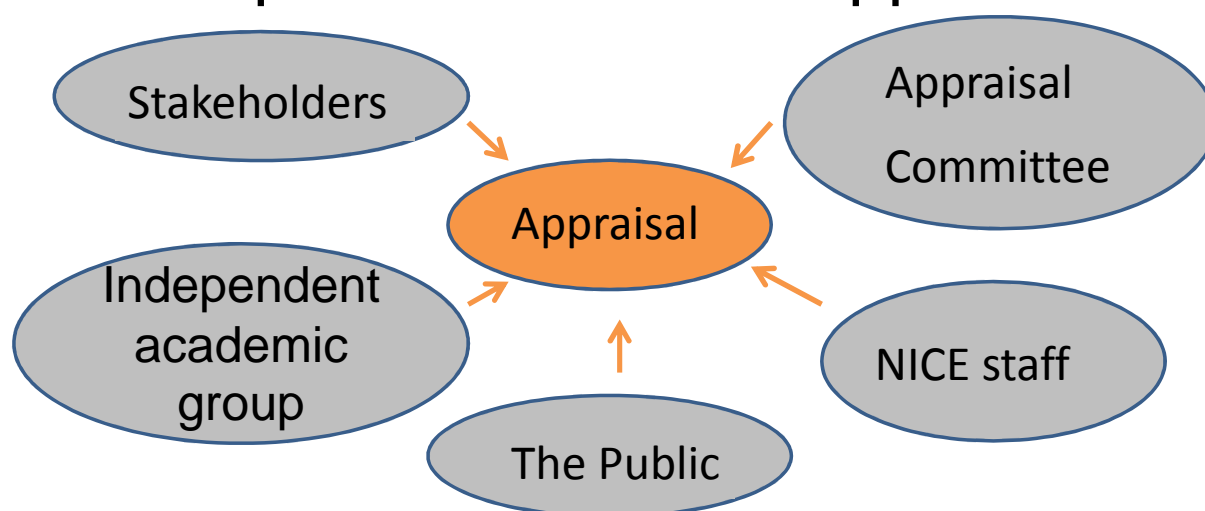 Stakeholders
Appraisal
Committee
Appraisal
Independent
academic
group
NICE staff
The Public